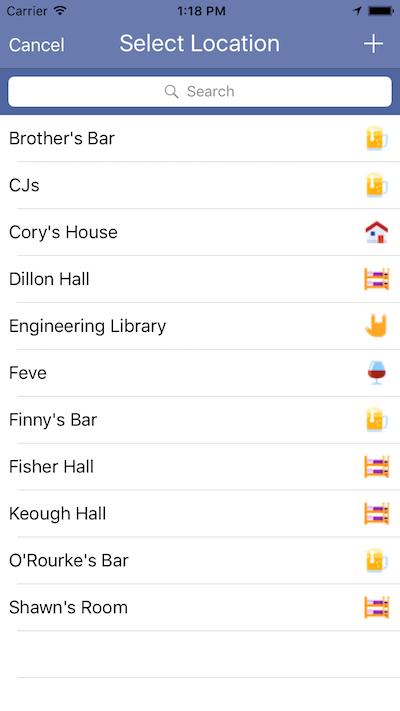 Carrier 1:18 PM
Cancel Select Location +
Search
Brother's Bar
CJs
Cory's House
Dillon Hall
Engineering Library
Feve
Finny's Bar
Fisher Hall
Keough Hall
O'Rourke's Bar
Shawn's Room